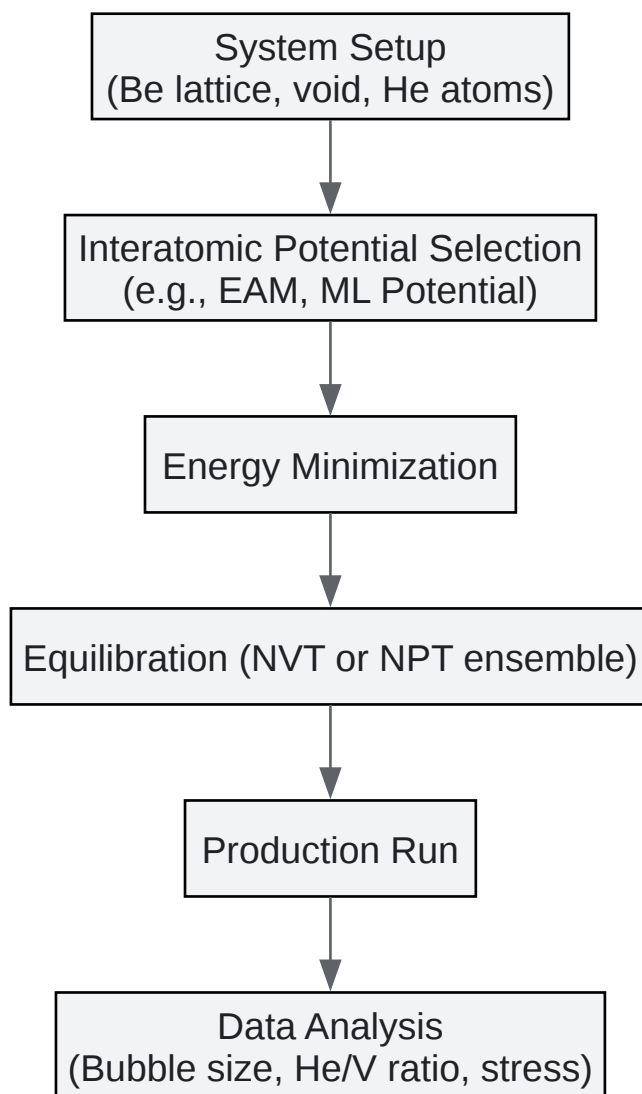 System Setup
(Be lattice, void, He atoms)
Interatomic Potential Selection
(e.g., EAM, ML Potential)
Energy Minimization
Equilibration (NVT or NPT ensemble)
Production Run
Data Analysis
(Bubble size, He/V ratio, stress)